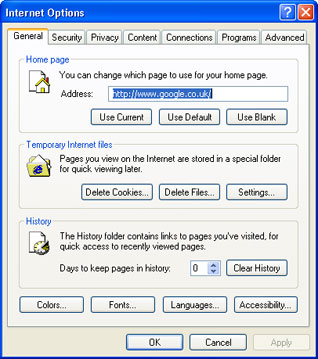 Internet Options
General Security Privacy Content Connections Programs Advanced
Home page
You can change which page to use for your home page.
Address: http://www.google.co.uk/
Use Current Use Default Use Blank
Temporary Internet files
Pages you view on the Internet are stored in a special folder
for quick viewing later.
Delete Cookies... Delete Files... Settings...
History
The History folder contains links to pages you've visited, for
quick access to recently viewed pages.
Days to keep pages in history: 0 Clear History
Colors... Fonts... Languages... Accessibility...
OK Cancel Apply